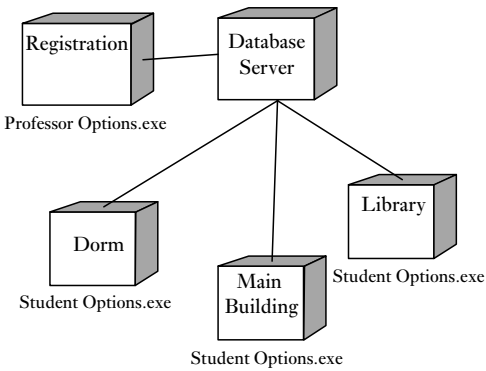 Registration
Database
Server
Professor Options.exe
Dorm
Library
Student Options.exe
Main
Building
Student Options.exe
Student Options.exe